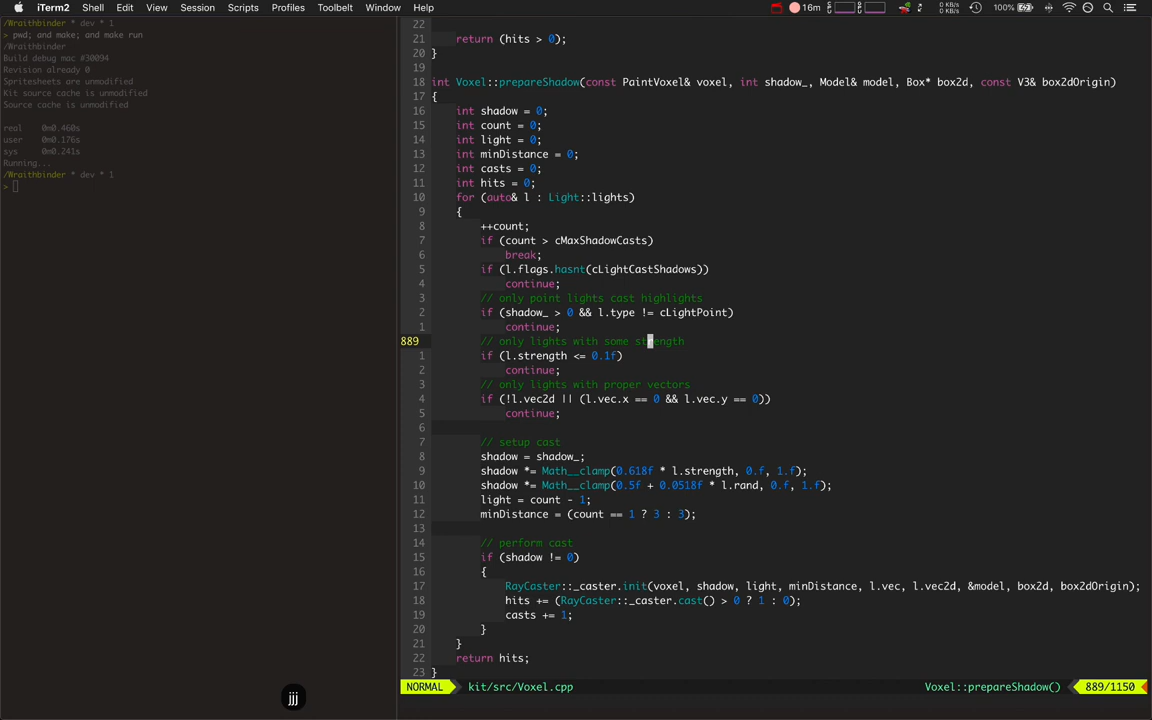 iTerm2 Shell Edit View Session Scripts Profiles Toolbelt Window Help 16m 0 KB/s 0 KB/s 100%
/Wraithbinder * dev * 1
> pwd; and make; and make run
/Wraithbinder
Build debug mac #30094
Revision already 0
Spritesheets are unmodified
Kit source cache is unmodified
Source cache is unmodified
real 0m0.460s
user 0m0.176s
sys 0m0.241s
Running...
/Wraithbinder * dev * 1
>
22
21 return (hits > 0);
20 }
19
18 int Voxel::prepareShadow(const PaintVoxel& voxel, int shadow_, Model& model, Box* box2d, const V3& box2dOrigin)
17 {
16 int shadow = 0;
15 int count = 0;
14 int light = 0;
13 int minDistance = 0;
12 int casts = 0;
11 int hits = 0;
10 for (auto& l : Light::lights)
9 {
8 ++count;
7 if (count > cMaxShadowCasts)
6 break;
5 if (l.flags.hasnt(cLightCastShadows))
4 continue;
3 // only point lights cast highlights
2 if (shadow_ > 0 && l.type != cLightPoint)
1 continue;
889 // only lights with some strength
1 if (l.strength <= 0.1f)
2 continue;
3 // only lights with proper vectors
4 if (!l.vec2d || (l.vec.x == 0 && l.vec.y == 0))
5 continue;
6
7 // setup cast
8 shadow = shadow_;
9 shadow *= Math__clamp(0.618f * l.strength, 0.f, 1.f);
10 shadow *= Math__clamp(0.5f + 0.0518f * l.rand, 0.f, 1.f);
11 light = count - 1;
12 minDistance = (count == 1 ? 3 : 3);
13
14 // perform cast
15 if (shadow != 0)
16 {
17 RayCaster::_caster.init(voxel, shadow, light, minDistance, l.vec, l.vec2d, &model, box2d, box2dOrigin);
18 hits += (RayCaster::_caster.cast() > 0 ? 1 : 0);
19 casts += 1;
20 }
21 }
22 return hits;
23 }
NORMAL kit/src/Voxel.cpp Voxel::prepareShadow() 889/1150
jjj